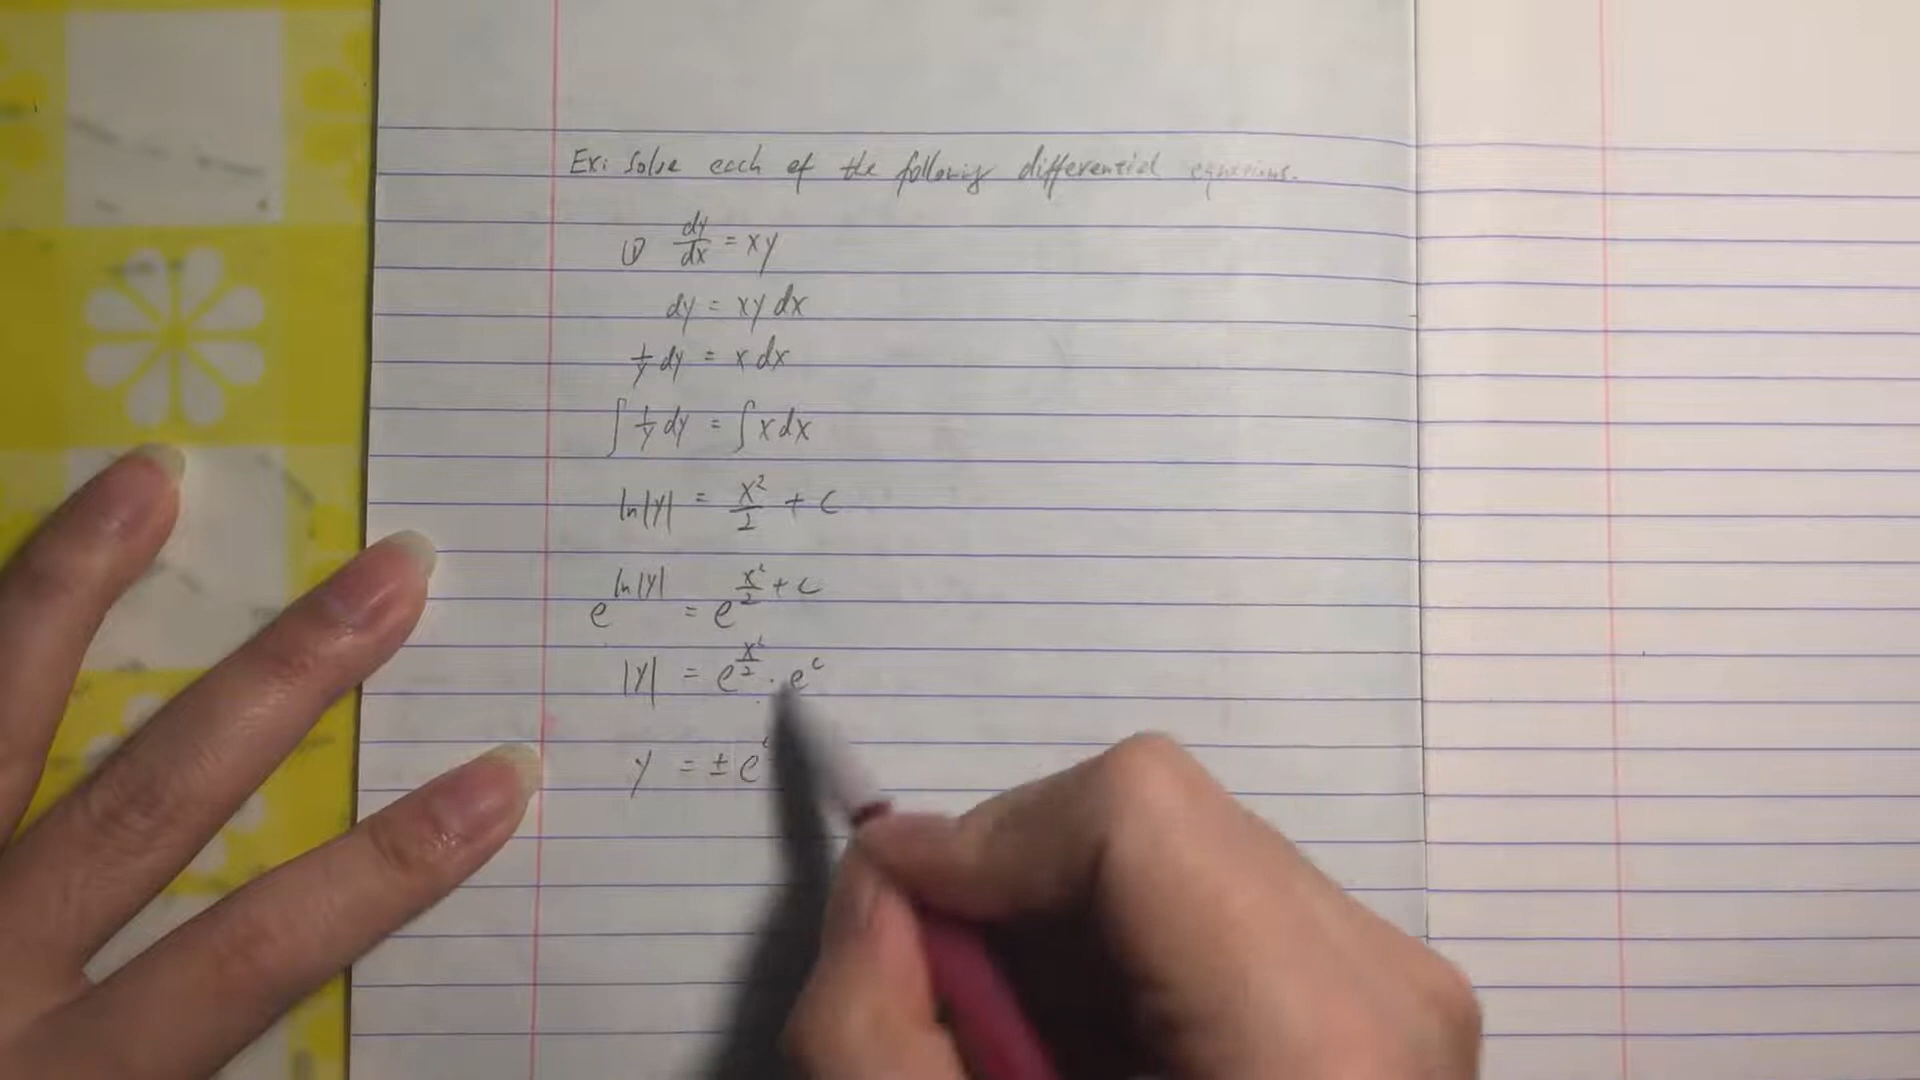 Ex: Solve each of the following differential equations.
① dy/dx = xy
dy = xy dx
1/y dy = x dx
∫ 1/y dy = ∫ x dx
ln|y| = x²/2 + C
e^(ln|y|) = e^(x²/2 + C)
|y| = e^(x²/2) · e^C
y = ± e